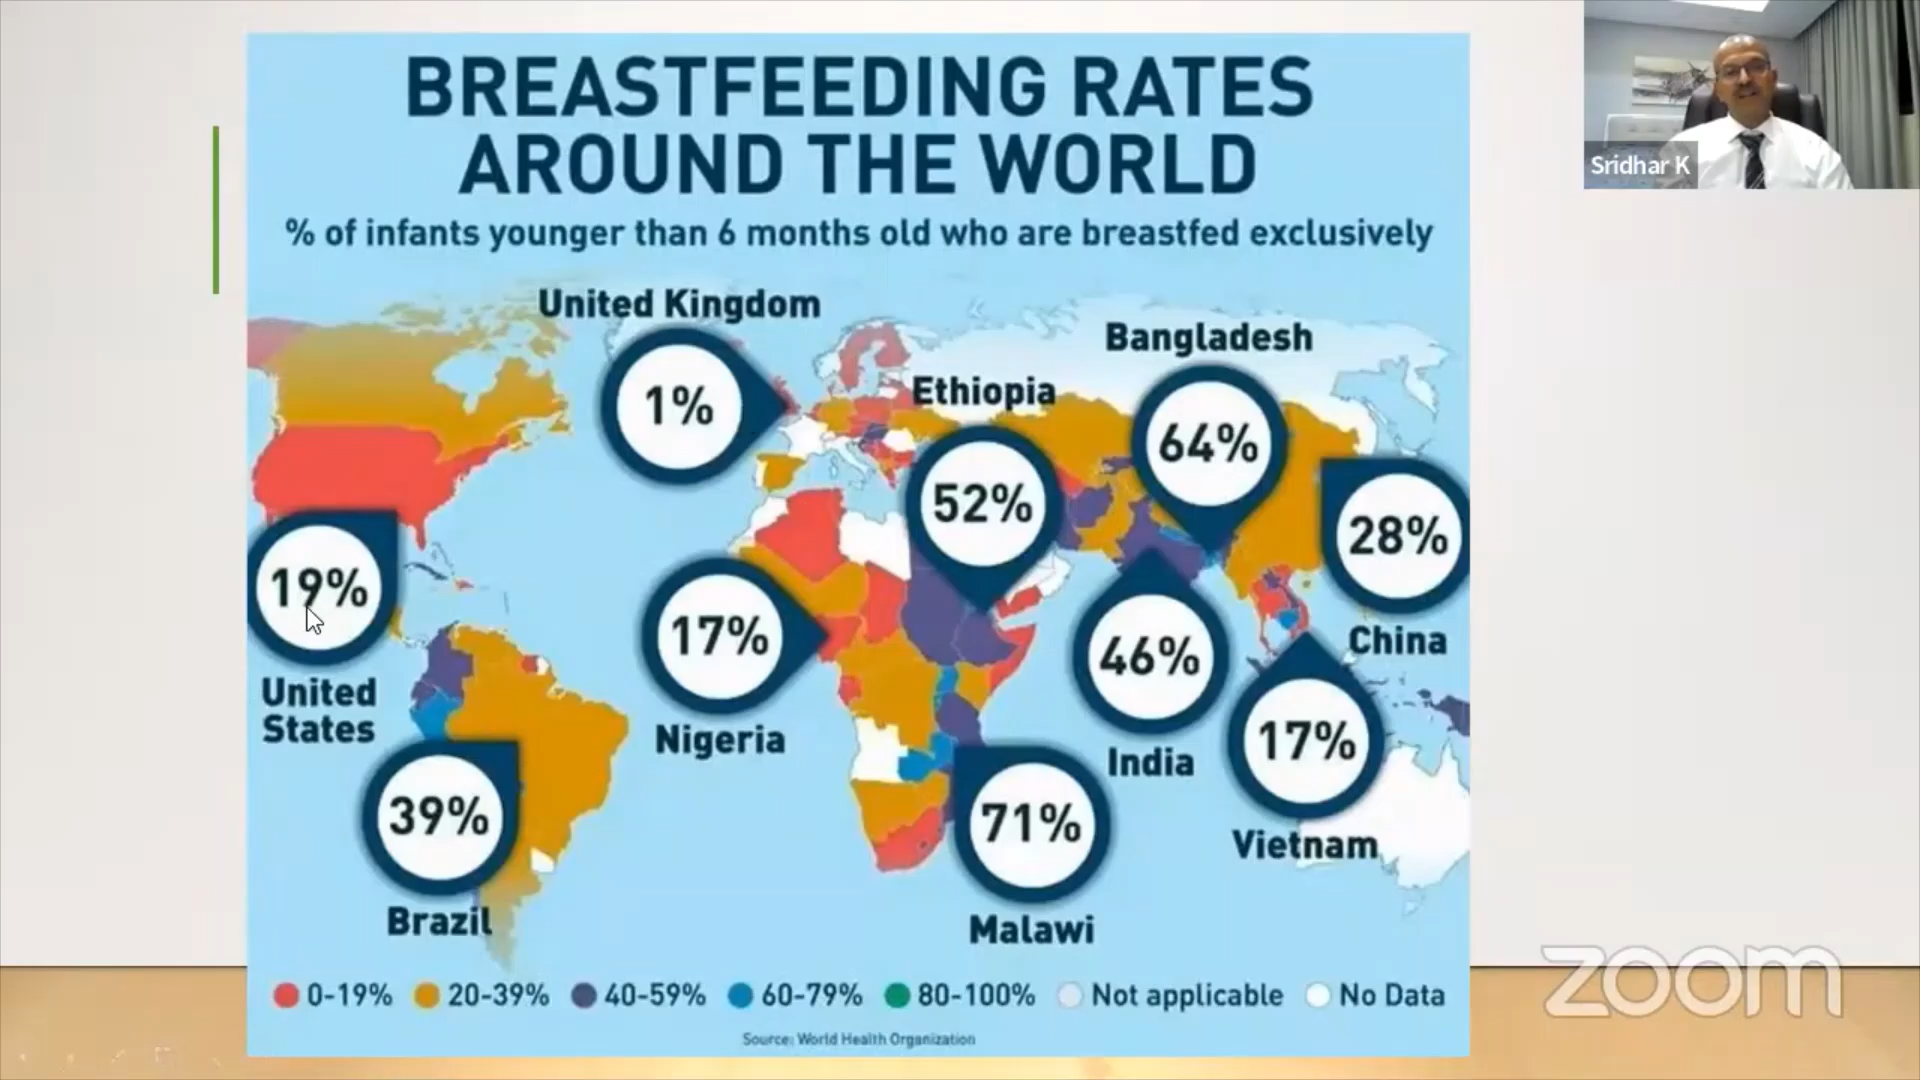 BREASTFEEDING RATES
AROUND THE WORLD
% of infants younger than 6 months old who are breastfed exclusively
Sridhar K
United Kingdom
1%
Bangladesh
64%
Ethiopia
52%
28%
China
19%
United
States
17%
Nigeria
46%
India
17%
Vietnam
39%
Brazil
71%
Malawi
0-19%
20-39%
40-59%
60-79%
80-100%
Not applicable
No Data
Source: World Health Organization
zoom